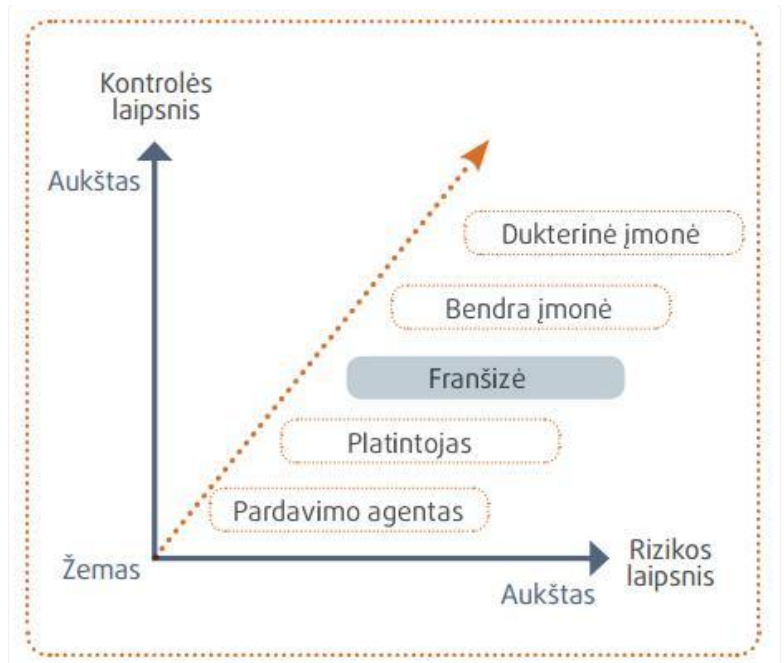 Kontrolės
laipsnis
Aukštas
Dukterinė įmonė
Bendra įmonė
Franšizė
Platintojas
Pardavimo agentas
Žemas
Rizikos
laipsnis
Aukštas